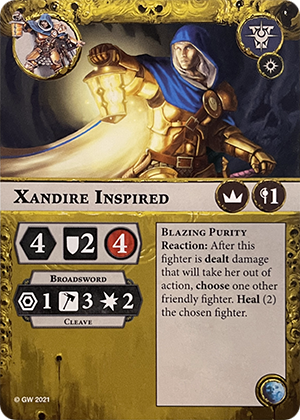 XANDIRE INSPIRED
1
4 2 4
BROADSWORD
1 3 2
CLEAVE
BLAZING PURITY
Reaction: After this
fighter is dealt damage
that will take her out of
action, choose one other
friendly fighter. Heal (2)
the chosen fighter.
© GW 2021